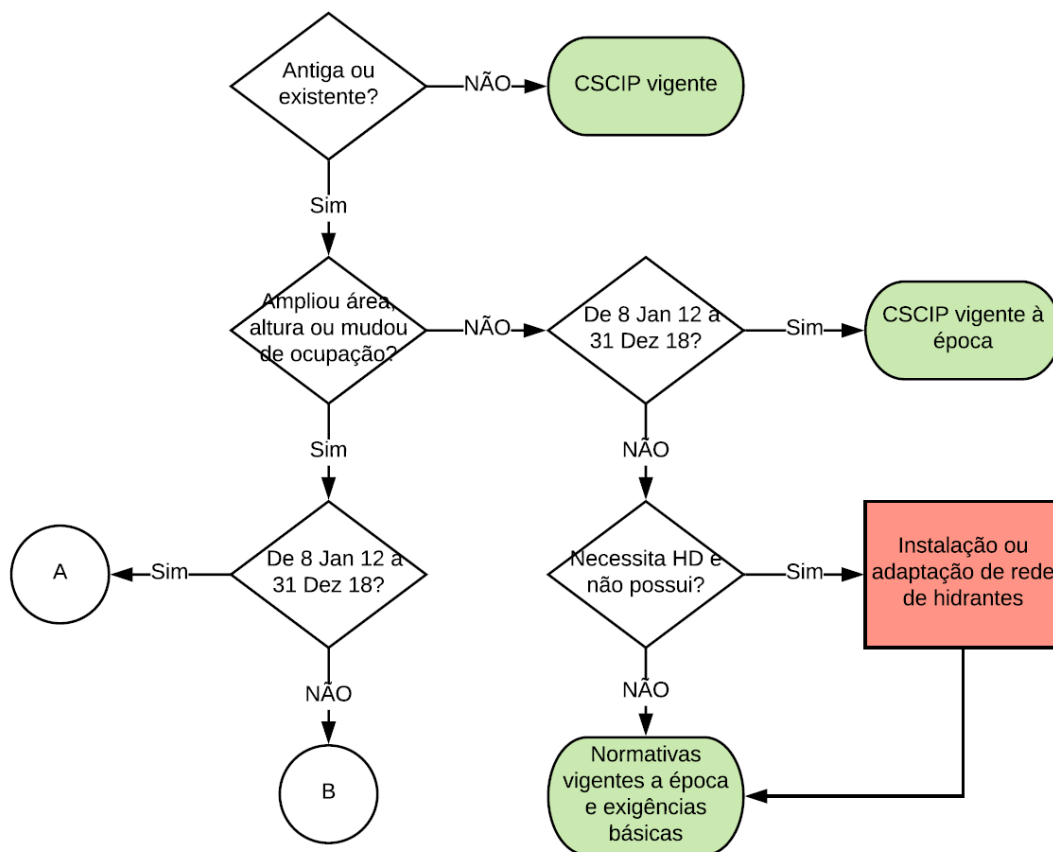 Antiga ou
existente?
NÃO
CSCIP vigente
Sim
Ampliou área,
altura ou mudou
de ocupação?
NÃO
De 8 Jan 12 a
31 Dez 18?
Sim
CSCIP vigente à
época
Sim
NÃO
A
Sim
De 8 Jan 12 a
31 Dez 18?
Necessita HD e
não possui?
Sim
Instalação ou
adaptação de rede
de hidrantes
NÃO
NÃO
B
Normativas
vigentes a época
e exigências
básicas